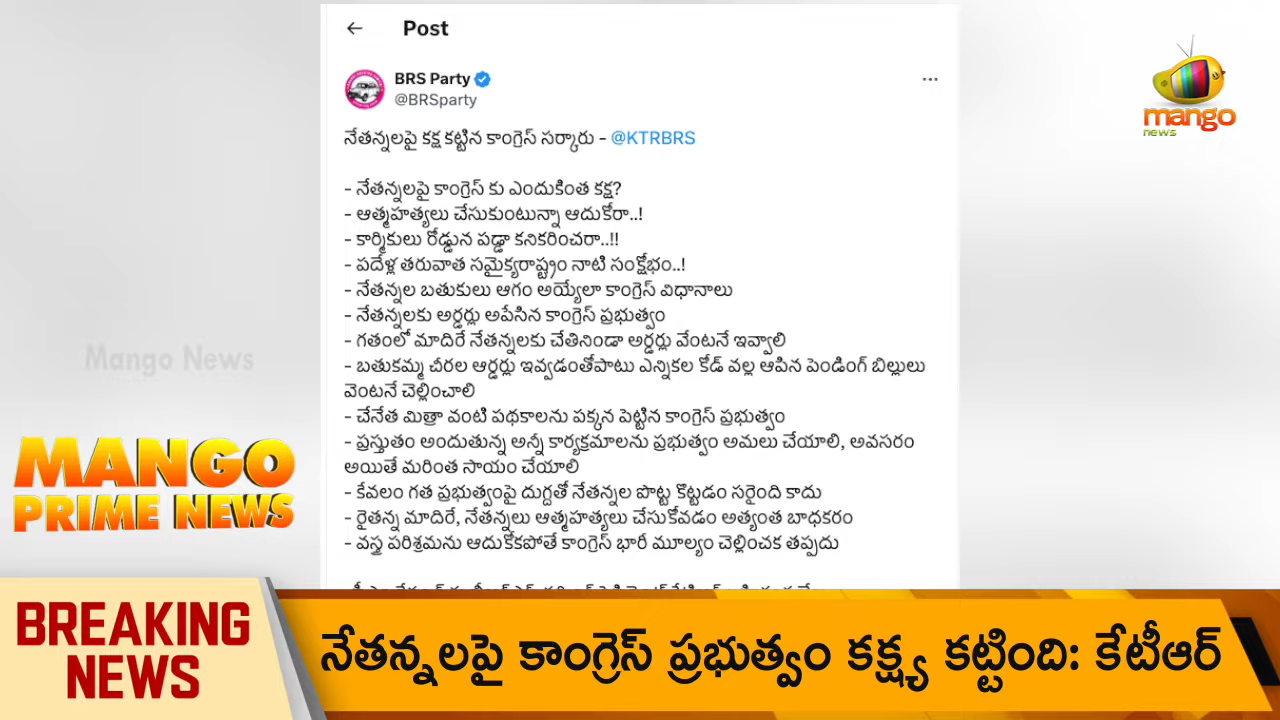 Post
BRS Party
@BRSparty
నేతన్నలపై కక్ష కట్టిన కాంగ్రెస్ సర్కారు - @KTRBRS
- నేతన్నలపై కాంగ్రెస్ కు ఎందుకింత కక్ష?
- ఆత్మహత్యలు చేసుకుంటున్నా ఆదుకోరా..!
- కార్మికులు రోడ్డున పడ్డా కనికరించరా..!!
- పదేళ్ల తరువాత సమైక్యరాష్ట్రం నాటి సంక్షోభం..!
- నేతన్నల బతుకులు ఆగం అయ్యేలా కాంగ్రెస్ విధానాలు
- నేతన్నలకు అర్డర్లు అపేసిన కాంగ్రెస్ ప్రభుత్వం
- గతంలో మాదిరే నేతన్నలకు చేతినిండా అర్డర్లు వేంటనే ఇవ్వాలి
- బతుకమ్మ చీరల ఆర్డర్లు ఇవ్వడంతోపాటు ఎన్నికల కోడ్ వల్ల ఆపిన పెండింగ్ బిల్లులు
వెంటనే చెల్లించాలి
- చేనేత మిత్రా వంటి పథకాలను పక్కన పెట్టిన కాంగ్రెస్ ప్రభుత్వం
- ప్రస్తుతం అందుతున్న అన్నీ కార్యక్రమాలను ప్రభుత్వం అమలు చేయాలి, అవసరం
అయితే మరింత సాయం చేయాలి
- కేవలం గత ప్రభుత్వంపై దుగ్దతో నేతన్నల పొట్ట కొట్టడం సరైంది కాదు
- రైతన్న మాదిరే, నేతన్నలు ఆత్మహత్యలు చేసుకోవడం అత్యంత బాధకరం
- వస్త్ర పరిశ్రమను ఆదుకోకపోతే కాంగ్రెస్ భారీ మూల్యం చెల్లించక తప్పదు
mango
news
Mango News
MANGO
PRIME NEWS
BREAKING
NEWS
నేతన్నలపై కాంగ్రెస్ ప్రభుత్వం కక్ష్య కట్టింది: కేటీఆర్